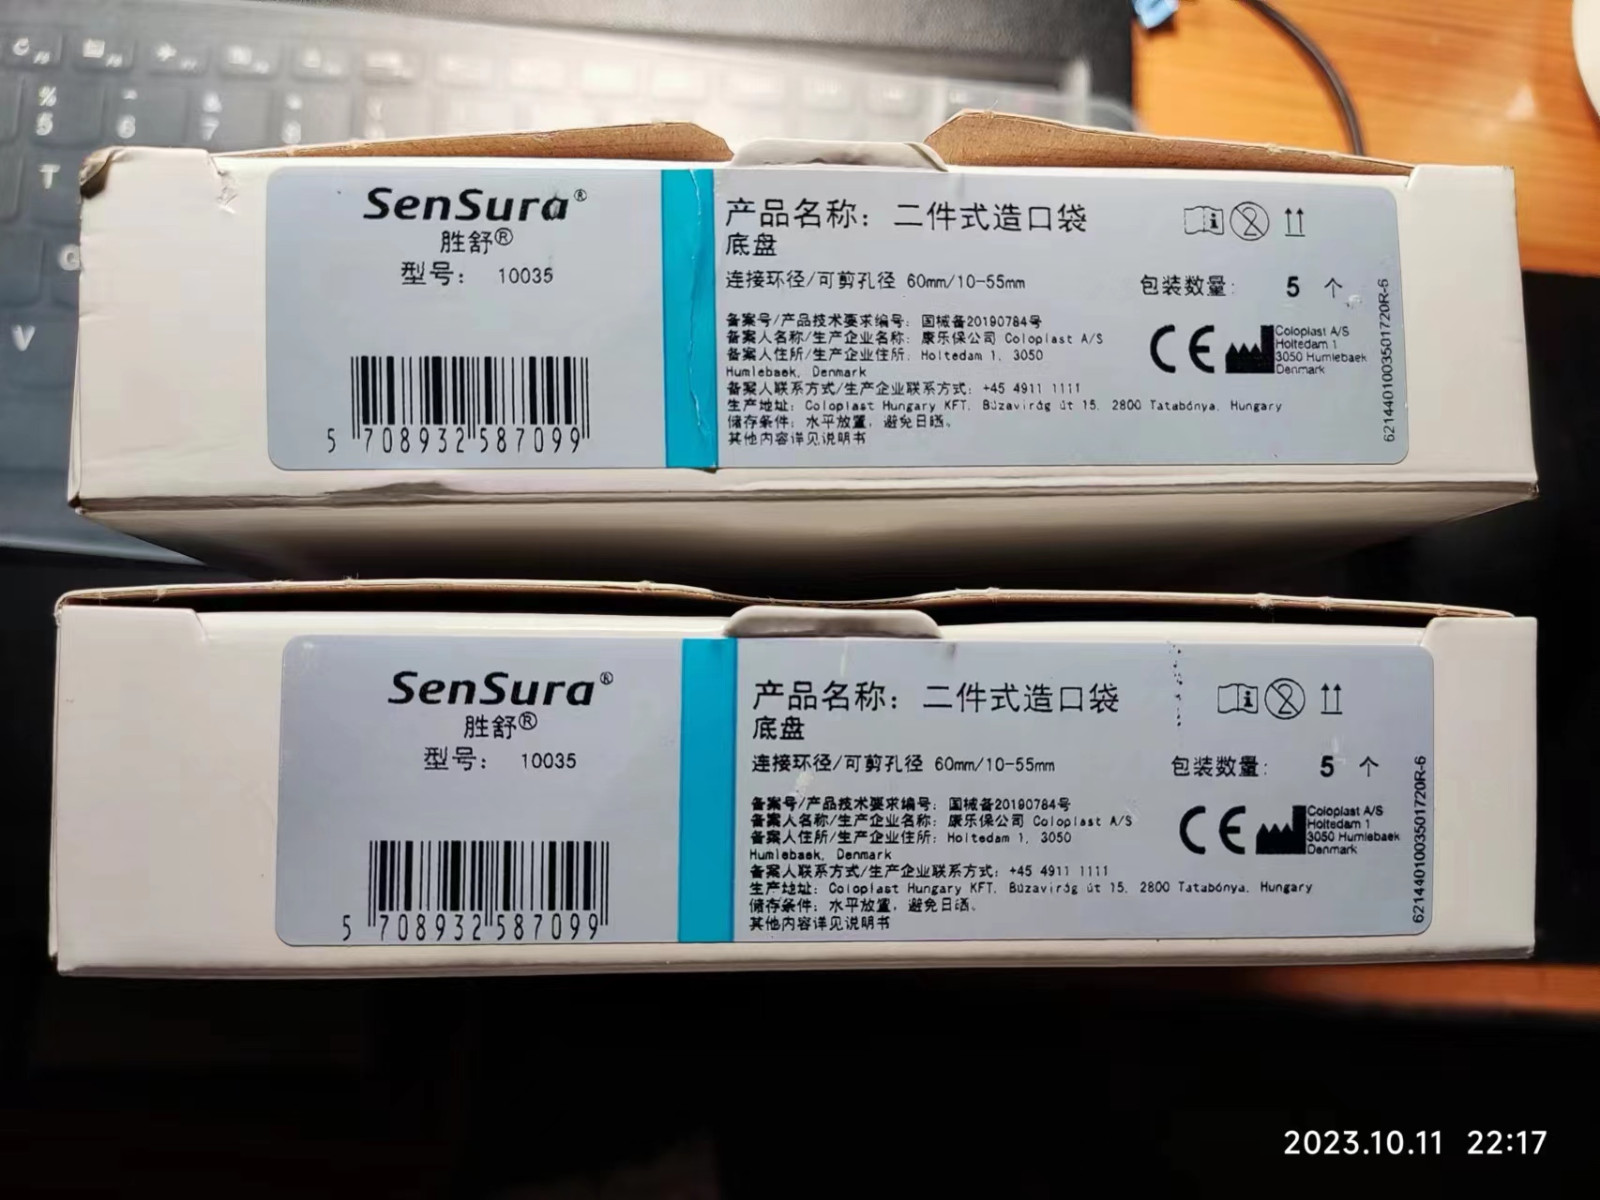 % 5
6
& 7
8
T
V
SenSura®
胜舒®
型号： 10035
5 708932 587099
产品名称：二件式造口袋
底盘
连接环径/可剪孔径 60mm/10-55mm
包装数量： 5 个
备案号/产品技术要求编号：国械备20190784号
备案人名称/生产企业名称：康乐保公司 Coloplast A/S
备案人住所/生产企业住所：Holtedam 1, 3050
Humlebaek, Denmark
备案人联系方式/生产企业联系方式：+45 4911 1111
生产地址：Coloplast Hungary KFT. Búzavirág út 15. 2800 Tatabónya, Hungary
储存条件：水平放置，避免日晒。
其他内容详见说明书
CE
Coloplast A/S
Holtedam 1
3050 Humlebaek
Denmark
6214401003501720R-6
SenSura®
胜舒®
型号： 10035
5 708932 587099
产品名称：二件式造口袋
底盘
连接环径/可剪孔径 60mm/10-55mm
包装数量： 5 个
备案号/产品技术要求编号：国械备20190784号
备案人名称/生产企业名称：康乐保公司 Coloplast A/S
备案人住所/生产企业住所：Holtedam 1, 3050
Humlebaek, Denmark
备案人联系方式/生产企业联系方式：+45 4911 1111
生产地址：Coloplast Hungary KFT. Búzavirág út 15. 2800 Tatabónya, Hungary
储存条件：水平放置，避免日晒。
其他内容详见说明书
CE
Coloplast A/S
Holtedam 1
3050 Humlebaek
Denmark
6214401003501720R-6
2023.10.11 22:17